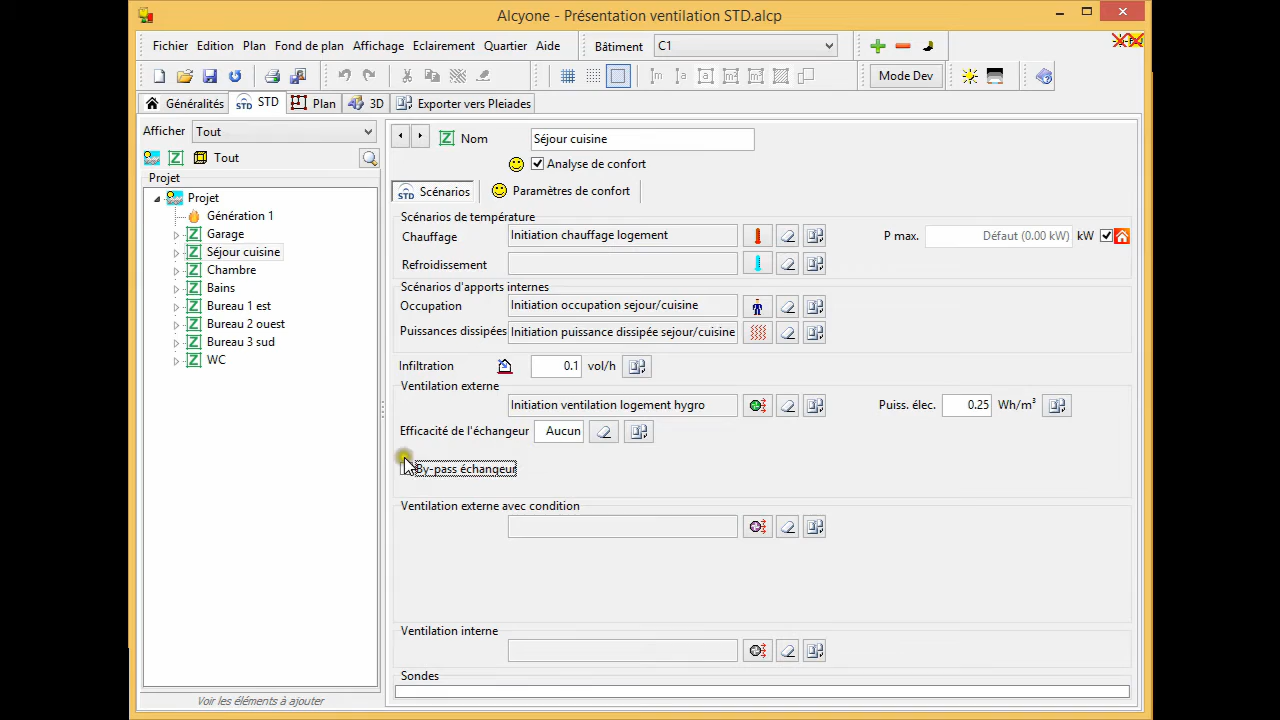 Alcyone - Présentation ventilation STD.alcp
Fichier Edition Plan Fond de plan Affichage Eclairement Quartier Aide Bâtiment C1
Mode Dev
Généralités STD Plan 3D Exporter vers Pleiades
Afficher Tout
Tout
Projet
Projet
Génération 1
Garage
Séjour cuisine
Chambre
Bains
Bureau 1 est
Bureau 2 ouest
Bureau 3 sud
WC
Voir les éléments à ajouter
Nom Séjour cuisine
Analyse de confort
STD Scénarios Paramètres de confort
Scénarios de température
Chauffage Initiation chauffage logement P max. Défaut (0.00 kW) kW
Refroidissement
Scénarios d'apports internes
Occupation Initiation occupation sejour/cuisine
Puissances dissipées Initiation puissance dissipée sejour/cuisine
Infiltration 0.1 vol/h
Ventilation externe
Initiation ventilation logement hygro Puiss. élec. 0.25 Wh/m³
Efficacité de l'échangeur Aucun
By-pass échangeur
Ventilation externe avec condition
Ventilation interne
Sondes